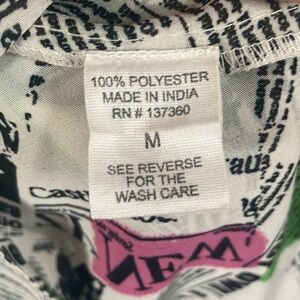 100% POLYESTER
MADE IN INDIA
RN # 137360
M
SEE REVERSE
FOR THE
WASH CARE